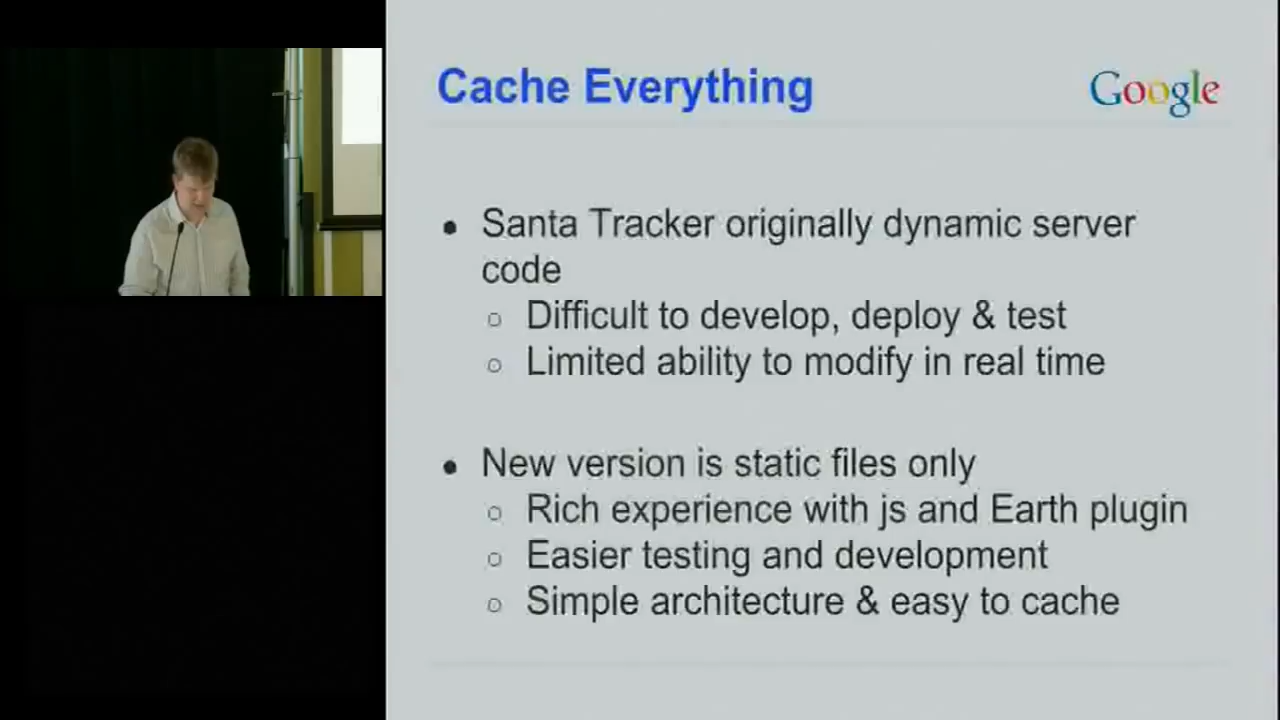 Cache Everything
Google
● Santa Tracker originally dynamic server
code
○ Difficult to develop, deploy & test
○ Limited ability to modify in real time
● New version is static files only
○ Rich experience with js and Earth plugin
○ Easier testing and development
○ Simple architecture & easy to cache